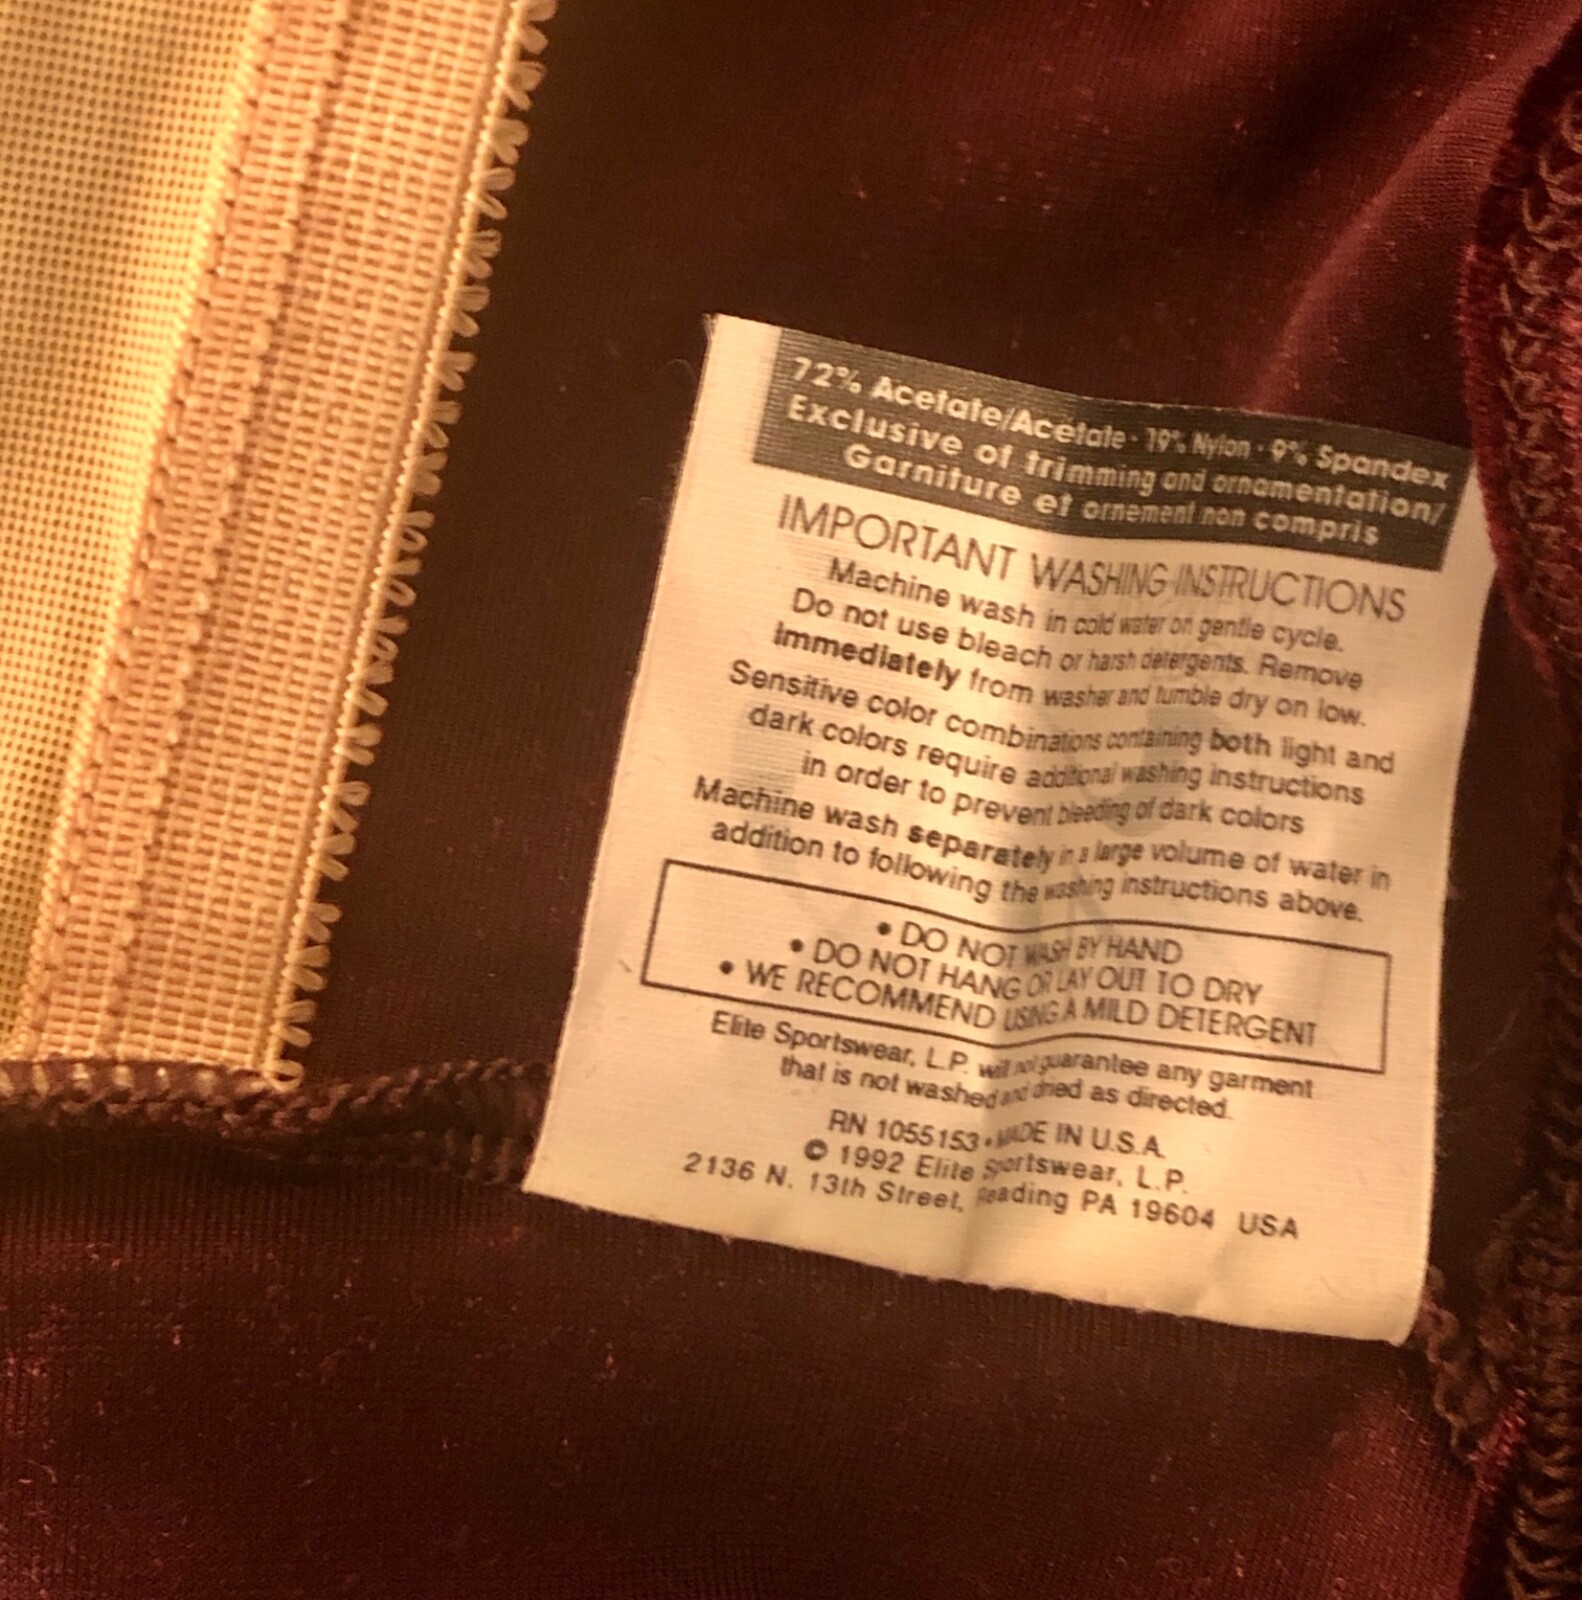 72% Acetate/Acetate · 19% Nylon · 9% Spandex
Exclusive of trimming and ornamentation/
Garniture et ornement non compris
IMPORTANT WASHING INSTRUCTIONS
Machine wash in cold water on gentle cycle.
Do not use bleach or harsh detergents. Remove
immediately from washer and tumble dry on low.
Sensitive color combinations containing both light and
dark colors require additional washing instructions
in order to prevent bleeding of dark colors
Machine wash separately in a large volume of water in
addition to following the washing instructions above.
• DO NOT WASH BY HAND
• DO NOT HANG OR LAY OUT TO DRY
• WE RECOMMEND USING A MILD DETERGENT
Elite Sportswear, L.P. will not guarantee any garment
that is not washed and dried as directed.
RN 1055153 • MADE IN U.S.A.
© 1992 Elite Sportswear, L.P.
2136 N. 13th Street, Reading PA 19604 USA